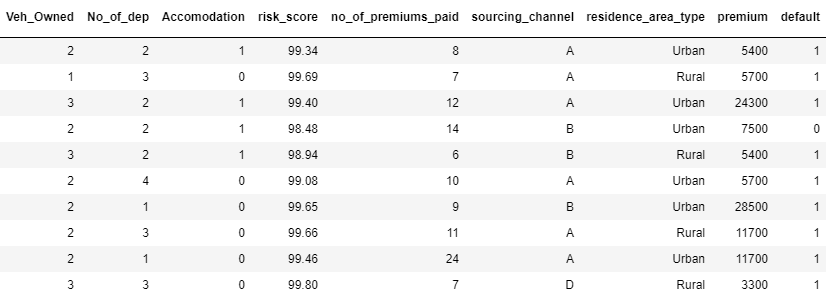 Veh_Owned No_of_dep Accomodation risk_score no_of_premiums_paid sourcing_channel residence_area_type premium default
2 2 1 99.34 8 A Urban 5400 1
1 3 0 99.69 7 A Rural 5700 1
3 2 1 99.40 12 A Urban 24300 1
2 2 1 98.48 14 B Urban 7500 0
3 2 1 98.94 6 B Rural 5400 1
2 4 0 99.08 10 A Urban 5700 1
2 1 0 99.65 9 B Urban 28500 1
2 3 0 99.66 11 A Rural 11700 1
2 1 0 99.46 24 A Urban 11700 1
3 3 0 99.80 7 D Rural 3300 1